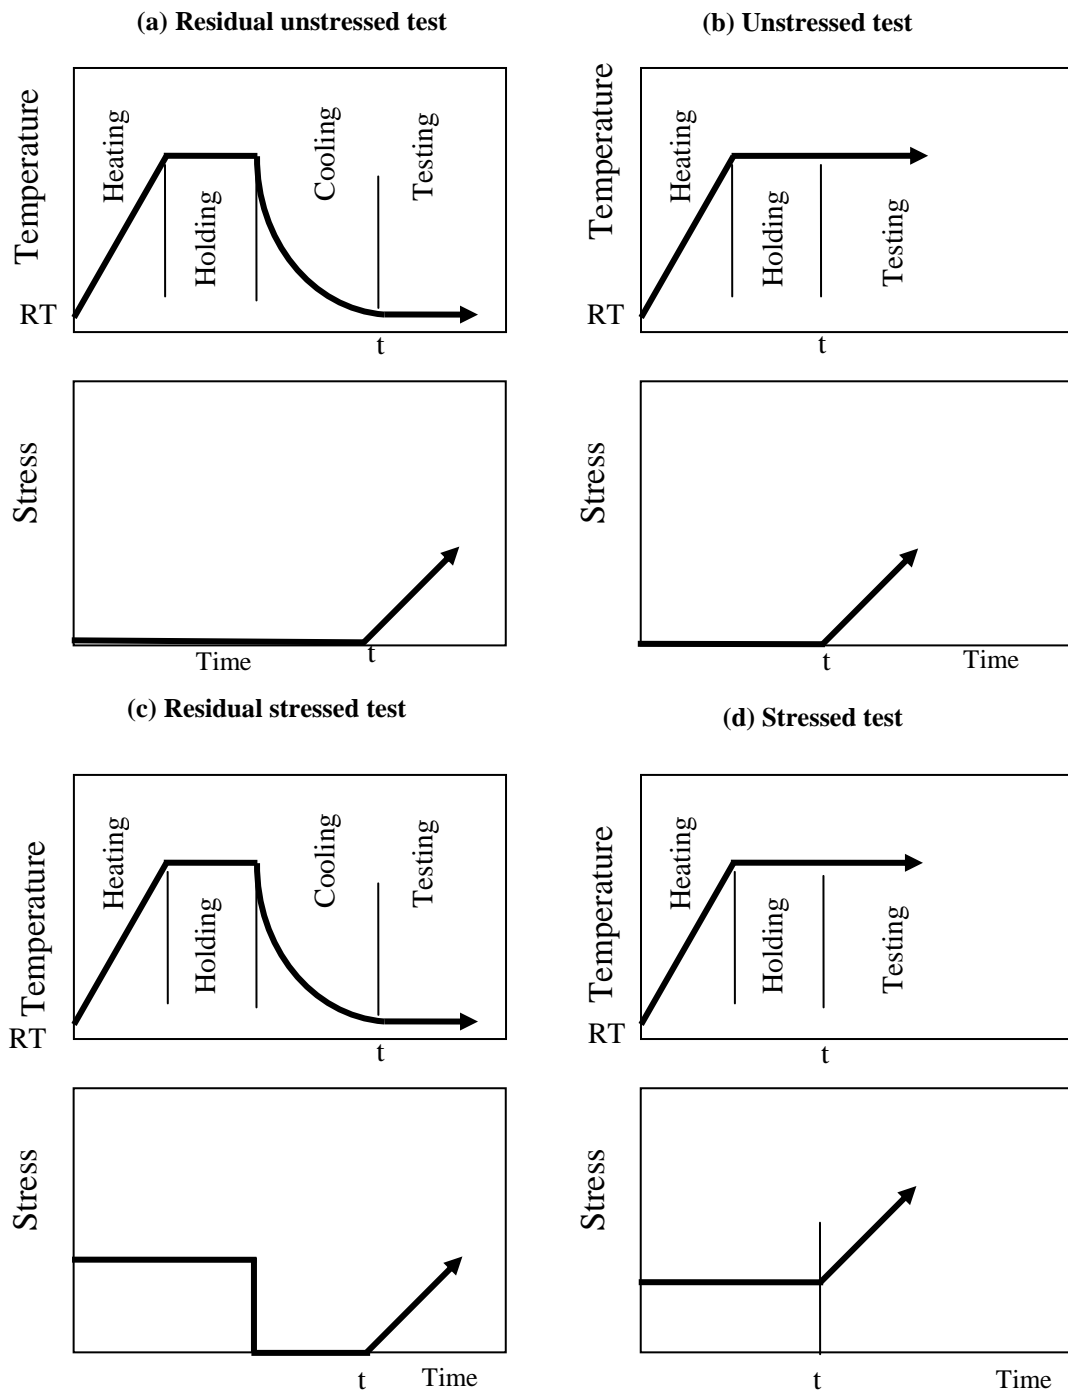 (a) Residual unstressed test
(b) Unstressed test
Temperature
Heating
Holding
Cooling
Testing
RT
t
Temperature
Heating
Holding
Testing
RT
t
Stress
Time
t
Stress
t
Time
(c) Residual stressed test
(d) Stressed test
Temperature
Heating
Holding
Cooling
Testing
RT
t
Temperature
Heating
Holding
Testing
RT
t
Stress
t
Time
Stress
t
Time